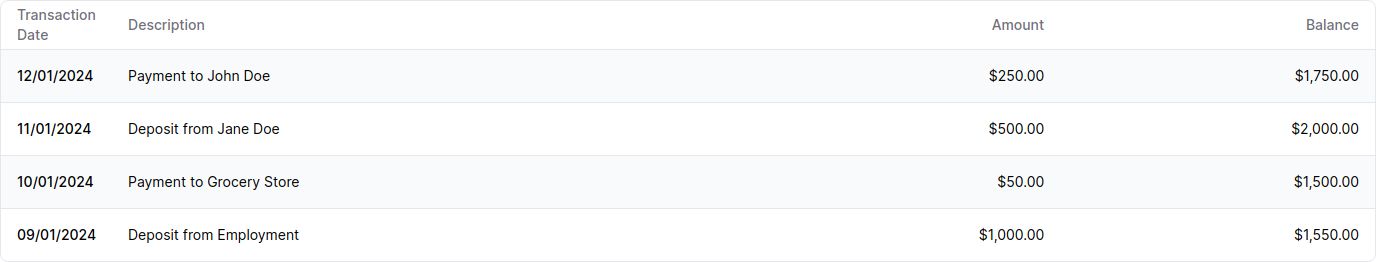 Transaction Date Description Amount Balance
12/01/2024 Payment to John Doe $250.00 $1,750.00
11/01/2024 Deposit from Jane Doe $500.00 $2,000.00
10/01/2024 Payment to Grocery Store $50.00 $1,500.00
09/01/2024 Deposit from Employment $1,000.00 $1,550.00